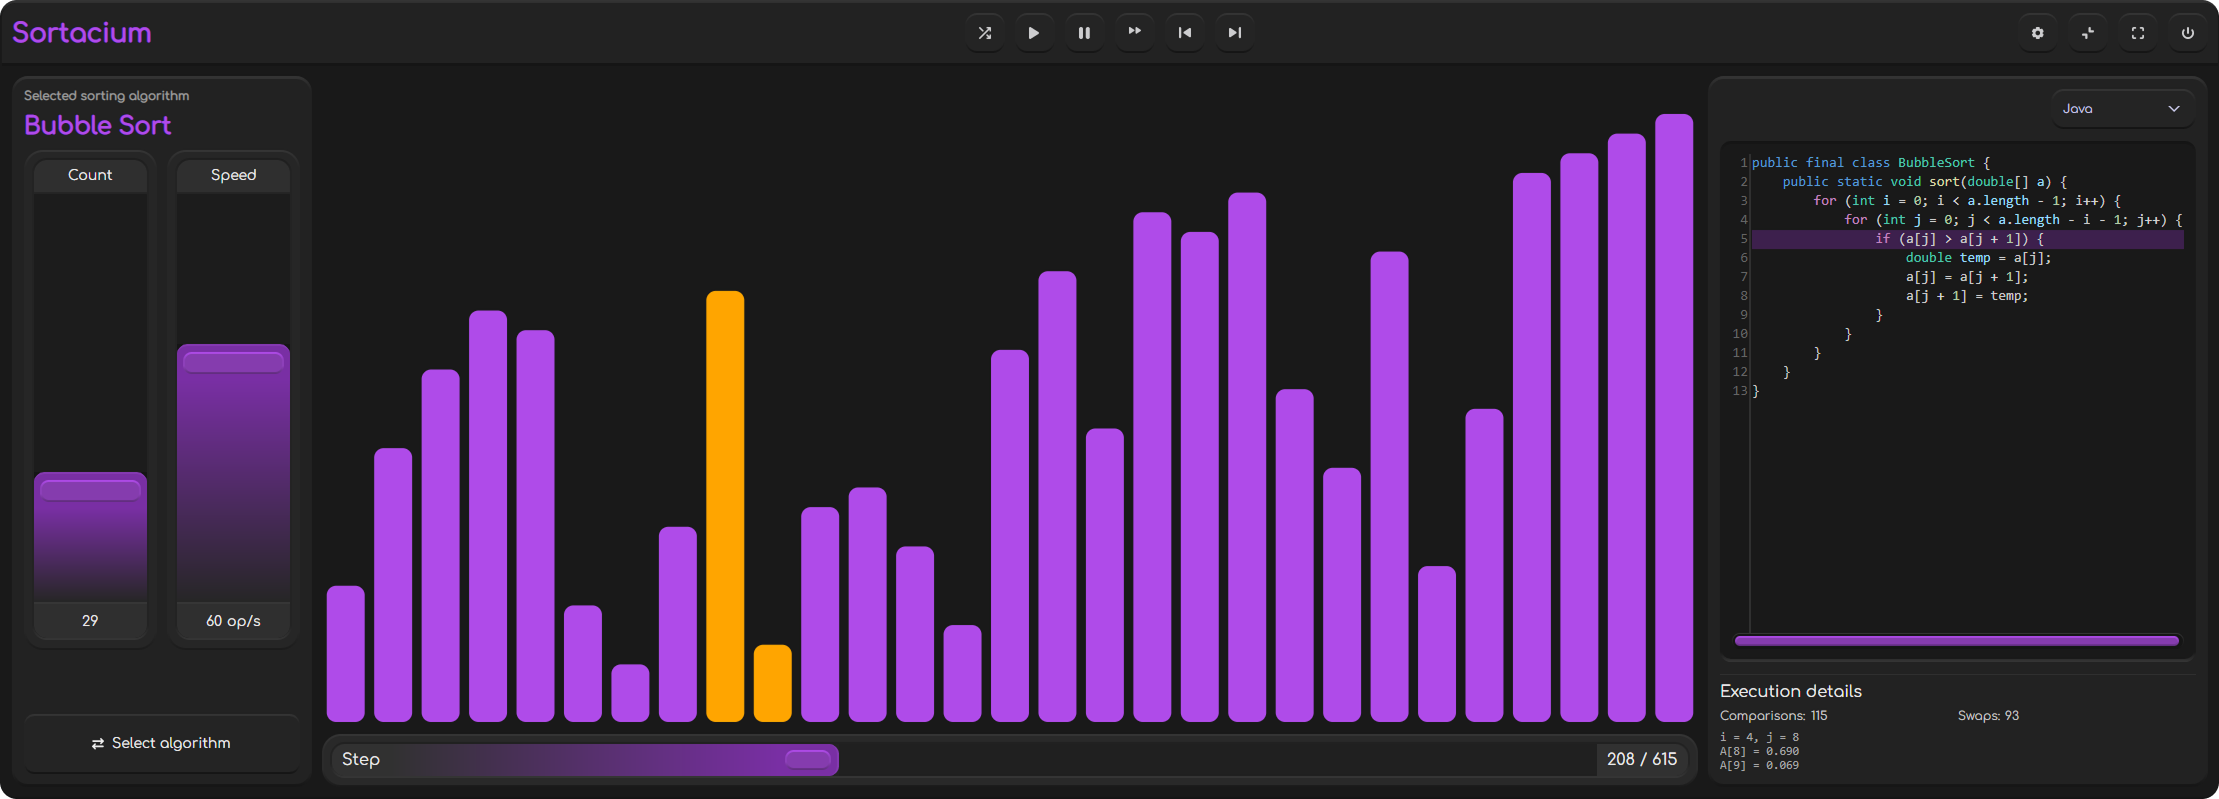 Sortacium
Selected sorting algorithm
Bubble Sort
Count
Speed
29
60 op/s
Select algorithm
Step
208 / 615
Java
1 public final class BubbleSort {
2     public static void sort(double[] a) {
3         for (int i = 0; i < a.length - 1; i++) {
4             for (int j = 0; j < a.length - i - 1; j++) {
5                 if (a[j] > a[j + 1]) {
6                     double temp = a[j];
7                     a[j] = a[j + 1];
8                     a[j + 1] = temp;
9                 }
10             }
11         }
12     }
13 }
Execution details
Comparisons: 115
Swaps: 93
i = 4, j = 8
A[8] = 0.690
A[9] = 0.069